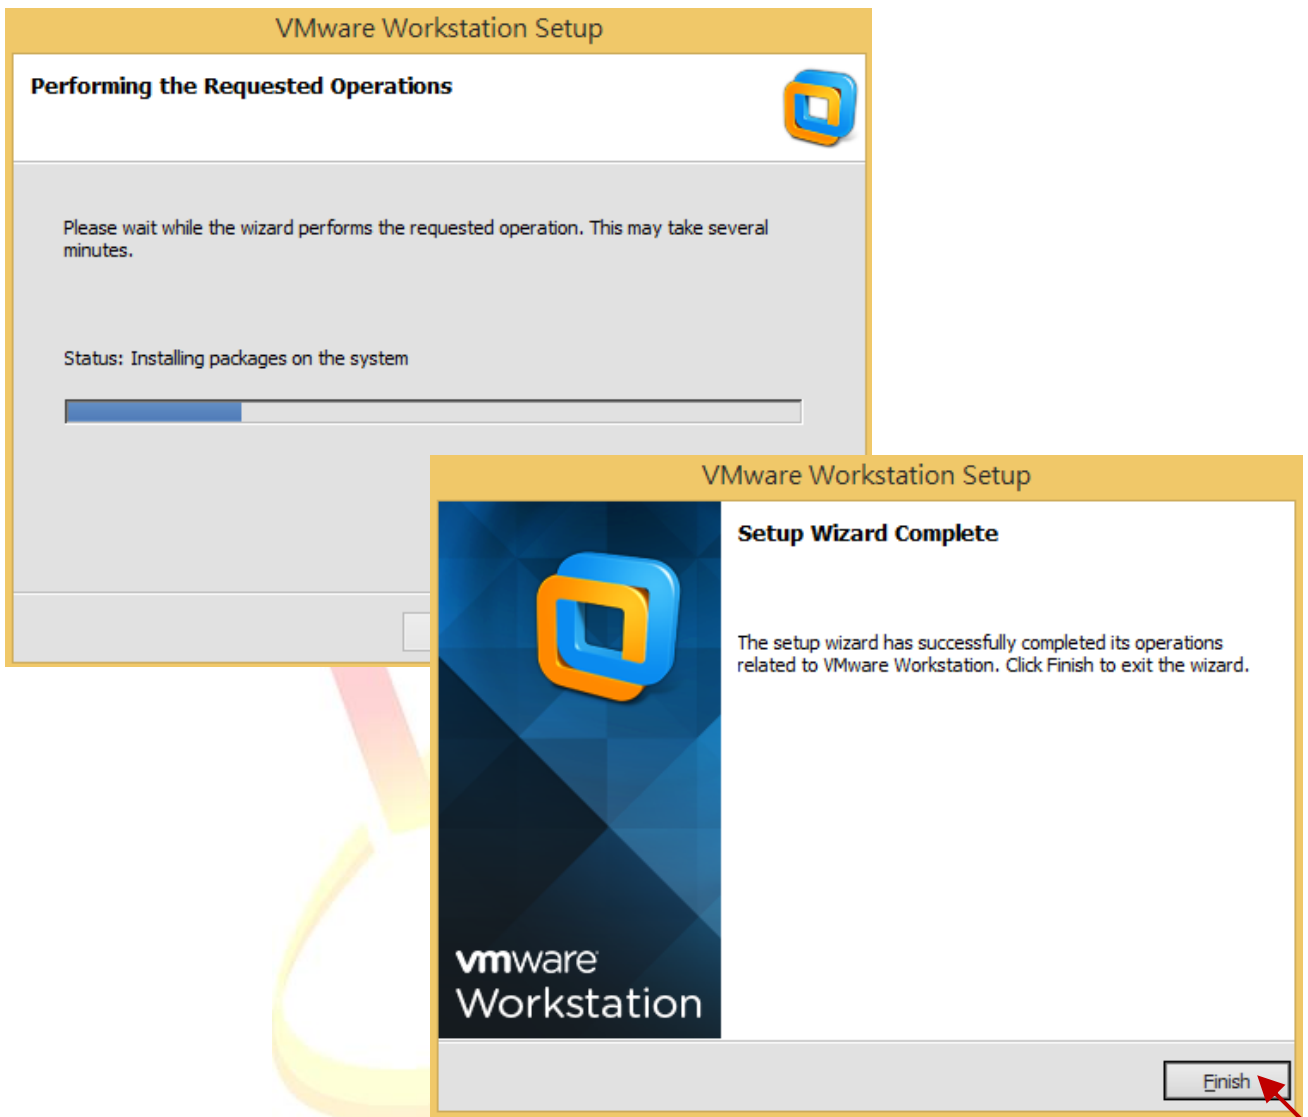 VMware Workstation Setup
Performing the Requested Operations
Please wait while the wizard performs the requested operation. This may take several
minutes.
Status: Installing packages on the system
VMware Workstation Setup
Setup Wizard Complete
The setup wizard has successfully completed its operations
related to VMware Workstation. Click Finish to exit the wizard.
vmware
Workstation
Finish